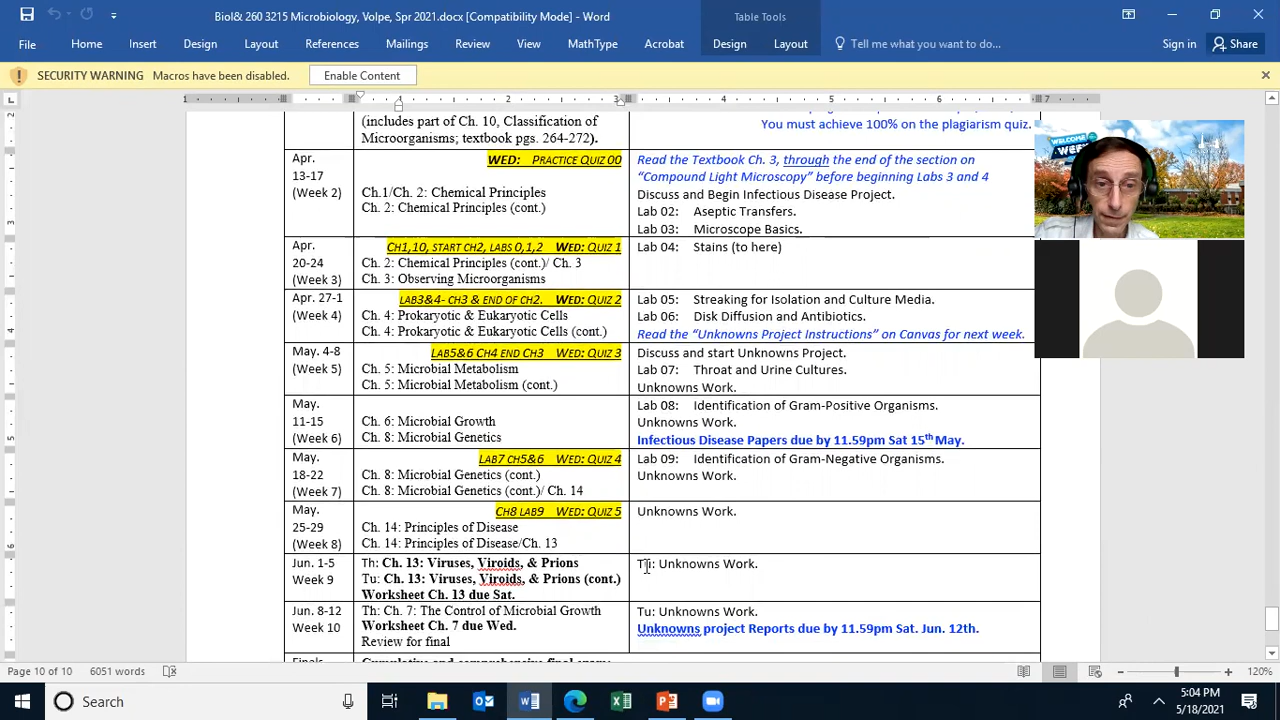 Biol& 260 3215 Microbiology, Volpe, Spr 2021.docx [Compatibility Mode] - Word
Table Tools
File Home Insert Design Layout References Mailings Review View MathType Acrobat Design Layout Tell me what you want to do... Sign in Share
SECURITY WARNING Macros have been disabled. Enable Content
(includes part of Ch. 10, Classification of
Microorganisms; textbook pgs. 264-272).
You must achieve 100% on the plagiarism quiz.
Apr.
13-17
(Week 2)
WED: PRACTICE QUIZ 00
Ch.1/Ch. 2: Chemical Principles
Ch. 2: Chemical Principles (cont.)
Read the Textbook Ch. 3, through the end of the section on
“Compound Light Microscopy” before beginning Labs 3 and 4
Discuss and Begin Infectious Disease Project.
Lab 02: Aseptic Transfers.
Lab 03: Microscope Basics.
Apr.
20-24
(Week 3)
CH1,10, START CH2, LABS 0,1,2 WED: QUIZ 1
Ch. 2: Chemical Principles (cont.)/ Ch. 3
Ch. 3: Observing Microorganisms
Lab 04: Stains (to here)
Apr. 27-1
(Week 4)
LAB3&4- CH3 & END OF CH2. WED: QUIZ 2
Ch. 4: Prokaryotic & Eukaryotic Cells
Ch. 4: Prokaryotic & Eukaryotic Cells (cont.)
Lab 05: Streaking for Isolation and Culture Media.
Lab 06: Disk Diffusion and Antibiotics.
Read the “Unknowns Project Instructions” on Canvas for next week.
May. 4-8
(Week 5)
LAB5&6 CH4 END CH3 WED: QUIZ 3
Ch. 5: Microbial Metabolism
Ch. 5: Microbial Metabolism (cont.)
Discuss and start Unknowns Project.
Lab 07: Throat and Urine Cultures.
Unknowns Work.
May.
11-15
(Week 6)
Ch. 6: Microbial Growth
Ch. 8: Microbial Genetics
Lab 08: Identification of Gram-Positive Organisms.
Unknowns Work.
Infectious Disease Papers due by 11.59pm Sat 15th May.
May.
18-22
(Week 7)
LAB7 CH5&6 WED: QUIZ 4
Ch. 8: Microbial Genetics (cont.)
Ch. 8: Microbial Genetics (cont.)/ Ch. 14
Lab 09: Identification of Gram-Negative Organisms.
Unknowns Work.
May.
25-29
(Week 8)
CH8 LAB9 WED: QUIZ 5
Ch. 14: Principles of Disease
Ch. 14: Principles of Disease/Ch. 13
Unknowns Work.
Jun. 1-5
Week 9
Th: Ch. 13: Viruses, Viroids, & Prions
Tu: Ch. 13: Viruses, Viroids, & Prions (cont.)
Worksheet Ch. 13 due Sat.
Th: Unknowns Work.
Jun. 8-12
Week 10
Th: Ch. 7: The Control of Microbial Growth
Worksheet Ch. 7 due Wed.
Review for final
Tu: Unknowns Work.
Unknowns project Reports due by 11.59pm Sat. Jun. 12th.
Page 10 of 10 6051 words 120%
Search
5:04 PM
5/18/2021